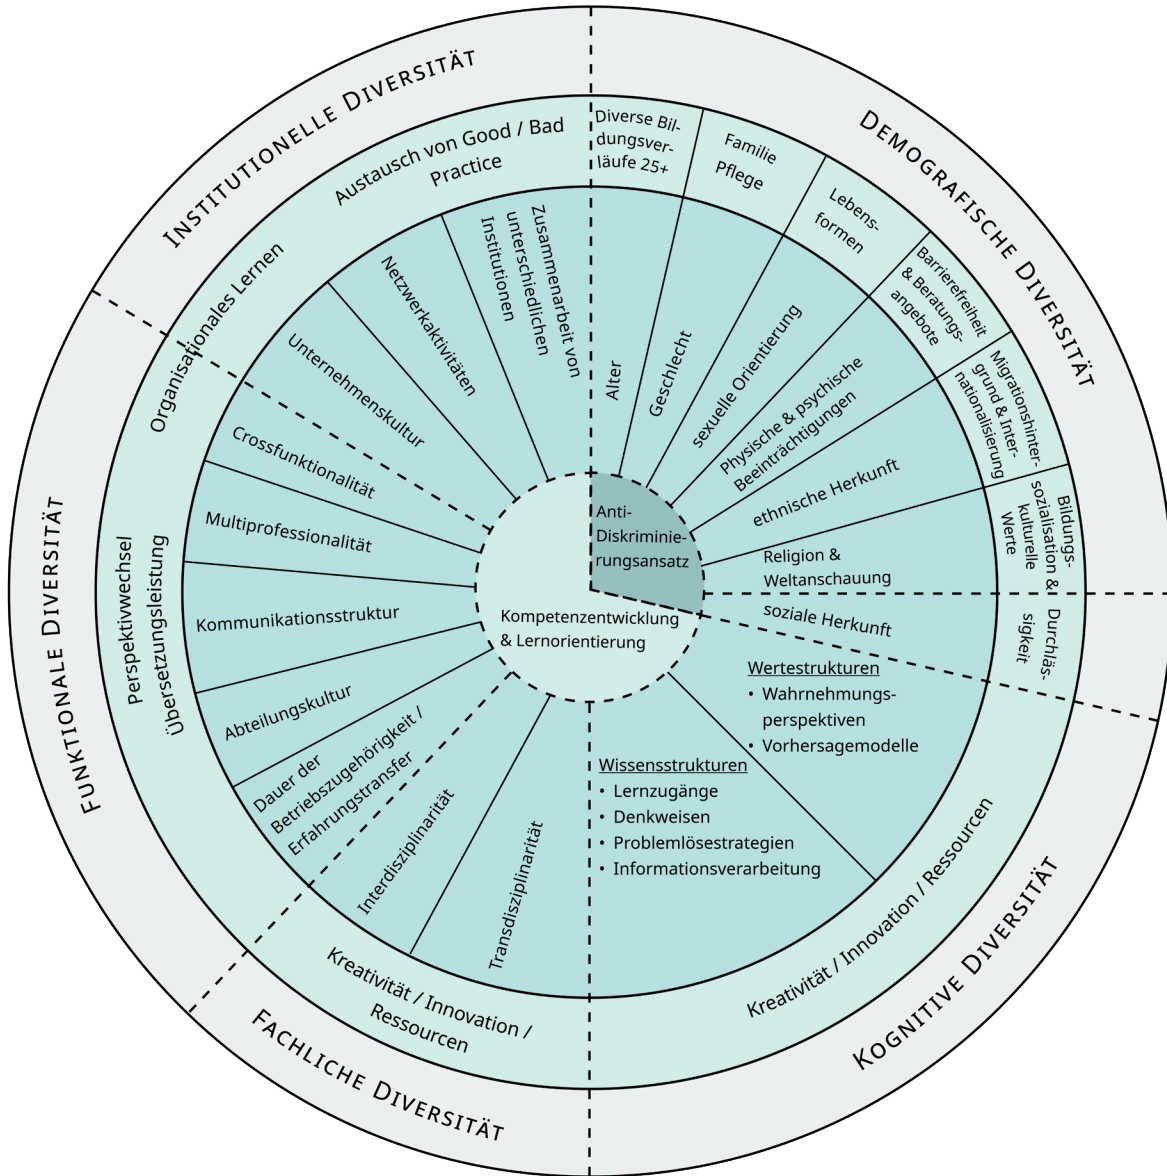 INSTITUTIONELLE DIVERSITÄT
DEMOGRAFISCHE DIVERSITÄT
KOGNITIVE DIVERSITÄT
FACHLICHE DIVERSITÄT
FUNKTIONALE DIVERSITÄT
Austausch von Good / Bad
Practice
Organisationales Lernen
Diverse Bil-
dungsver-
läufe 25+
Familie
Pflege
Lebens-
formen
Barrierefreiheit
& Beratungs-
angebote
Migrationshinter-
grund & Inter-
nationalisierung
Bildungs-
sozialisation &
kulturelle
Werte
Durchläs-
sigkeit
Kreativität / Innovation / Ressourcen
Kreativität / Innovation /
Ressourcen
Perspektivwechsel
Übersetzungsleistung
Alter
Geschlecht
sexuelle Orientierung
Physische & psychische
Beeinträchtigungen
ethnische Herkunft
Religion &
Weltanschauung
soziale Herkunft
Wertestrukturen
• Wahrnehmungs-
perspektiven
• Vorhersagemodelle
Wissensstrukturen
• Lernzugänge
• Denkweisen
• Problemlösestrategien
• Informationsverarbeitung
Transdisziplinarität
Interdisziplinarität
Dauer der
Betriebszugehörigkeit /
Erfahrungstransfer
Abteilungskultur
Kommunikationsstruktur
Multiprofessionalität
Crossfunktionalität
Unternehmenskultur
Netzwerkaktivitäten
Zusammenarbeit von
unterschiedlichen
Institutionen
Anti-
Diskriminie-
rungsansatz
Kompetenzentwicklung
& Lernorientierung